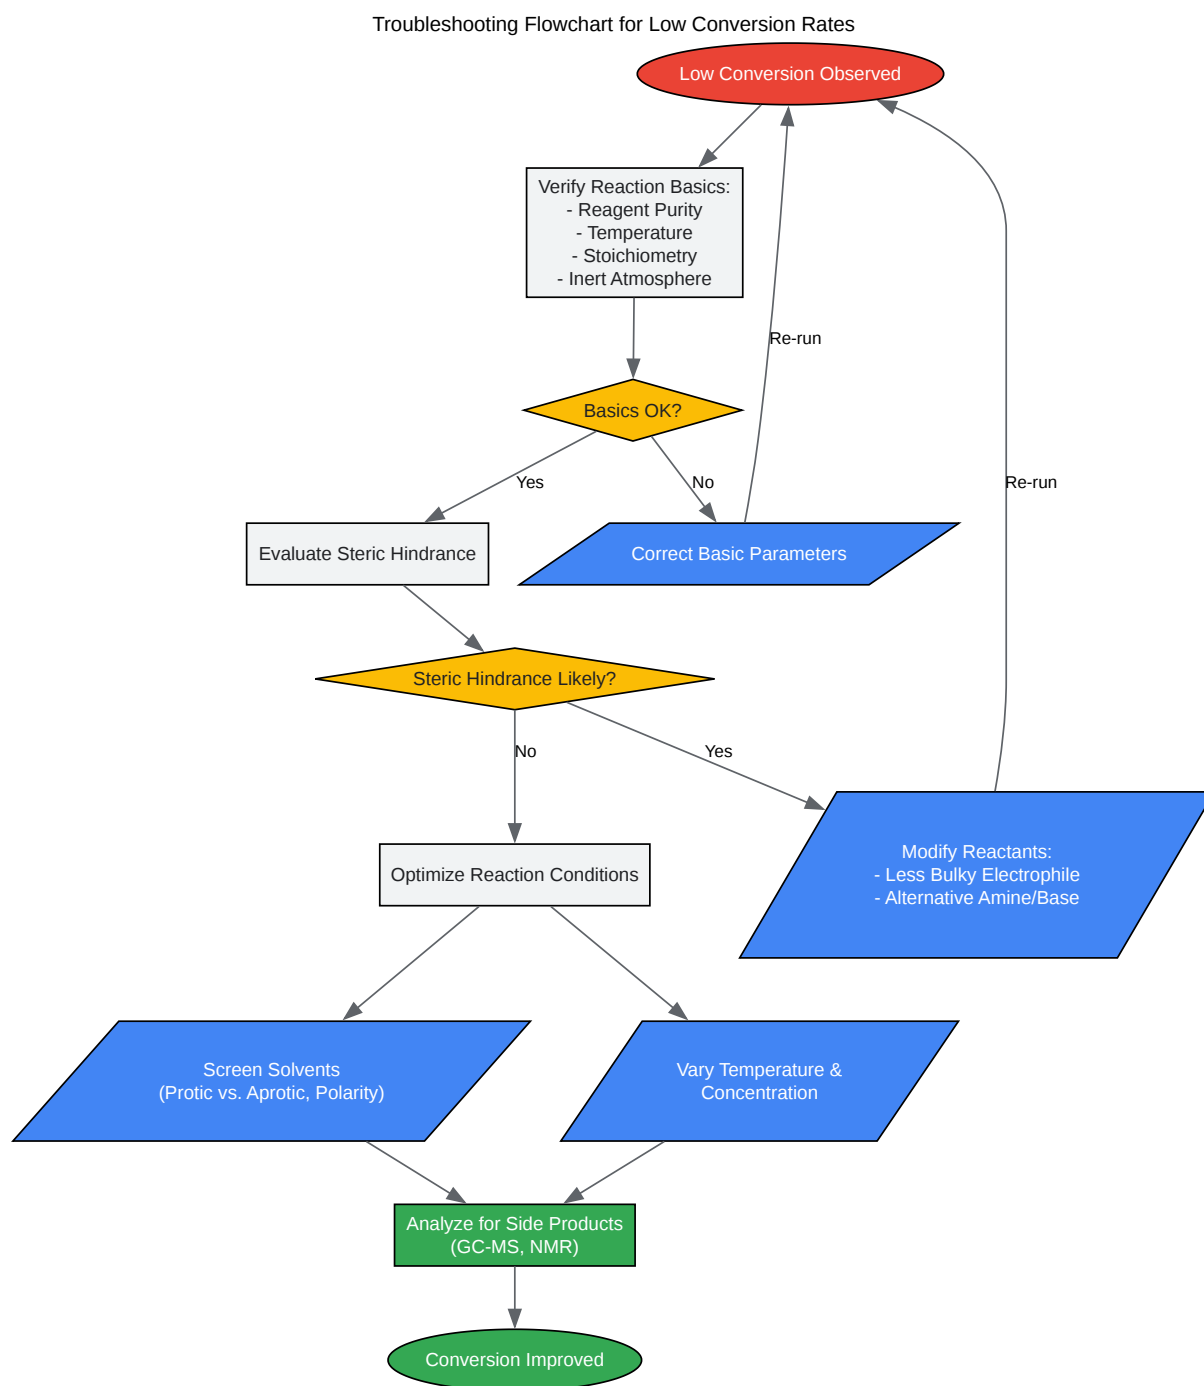 Troubleshooting Flowchart for Low Conversion Rates
Low Conversion Observed
Verify Reaction Basics:
- Reagent Purity
- Temperature
- Stoichiometry
- Inert Atmosphere
Re-run
Basics OK?
Yes
No
Re-run
Evaluate Steric Hindrance
Correct Basic Parameters
Steric Hindrance Likely?
No
Yes
Modify Reactants:
- Less Bulky Electrophile
- Alternative Amine/Base
Optimize Reaction Conditions
Screen Solvents
(Protic vs. Aprotic, Polarity)
Vary Temperature &
Concentration
Analyze for Side Products
(GC-MS, NMR)
Conversion Improved